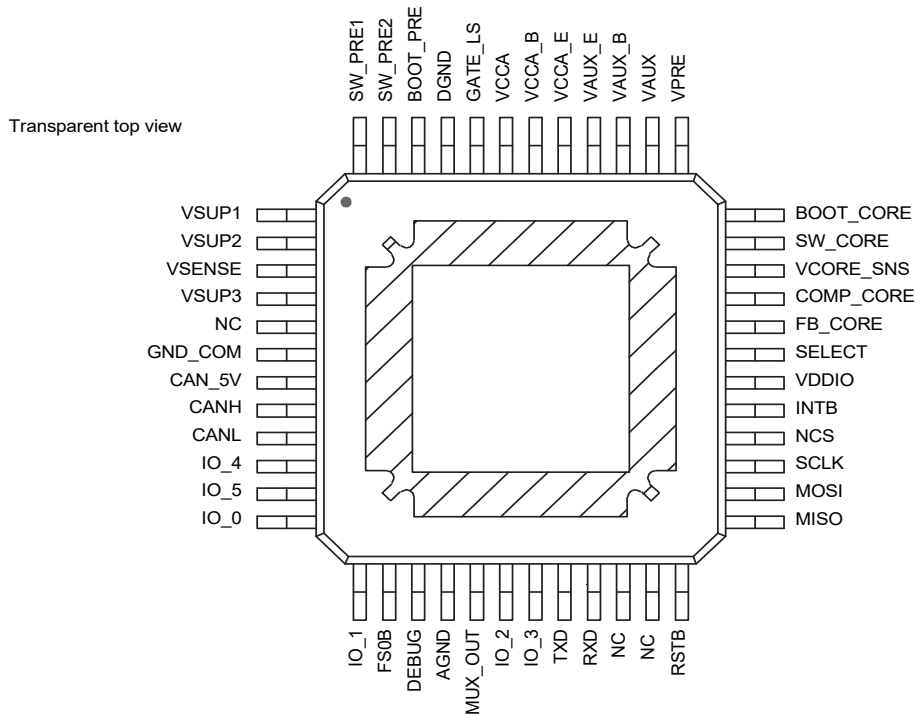 SW_PRE1
SW_PRE2
BOOT_PRE
DGND
GATE_LS
VCCA
VCCA_B
VCCA_E
VAUX_E
VAUX_B
VAUX
VPRE
Transparent top view
VSUP1
VSUP2
VSENSE
VSUP3
NC
GND_COM
CAN_5V
CANH
CANL
IO_4
IO_5
IO_0
BOOT_CORE
SW_CORE
VCORE_SNS
COMP_CORE
FB_CORE
SELECT
VDDIO
INTB
NCS
SCLK
MOSI
MISO
IO_1
FS0B
DEBUG
AGND
MUX_OUT
IO_2
IO_3
TXD
RXD
NC
NC
RSTB